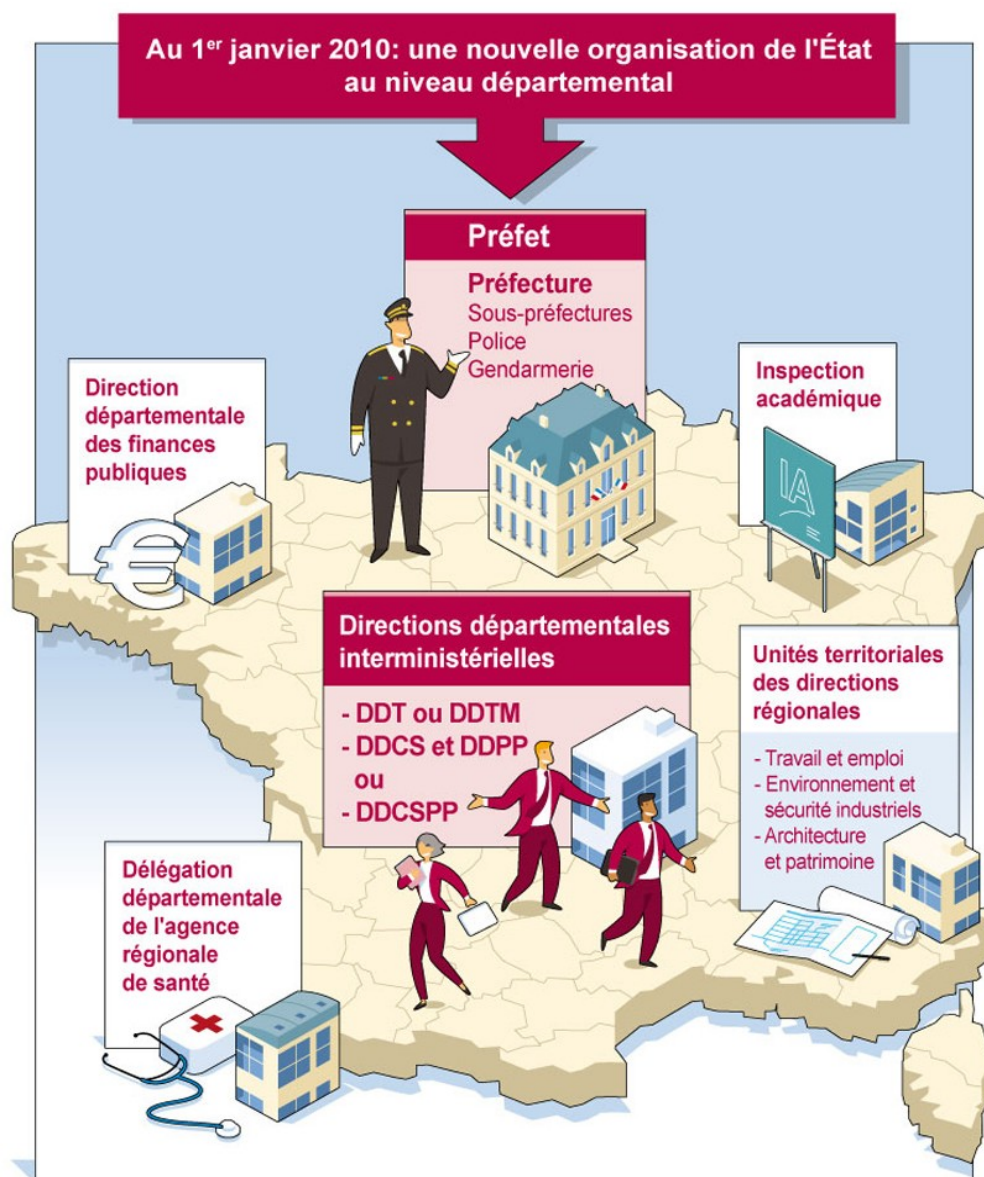 Au 1er janvier 2010: une nouvelle organisation de l'État
au niveau départemental
Préfet
Préfecture
Sous-préfectures
Police
Gendarmerie
Direction
départementale
des finances
publiques
Inspection
académique
IA
Directions départementales
interministérielles
- DDT ou DDTM
- DDCS et DDPP
ou
- DDCSPP
Unités territoriales
des directions
régionales
- Travail et emploi
- Environnement et
sécurité industriels
- Architecture
et patrimoine
Délégation
départementale
de l'agence
régionale
de santé